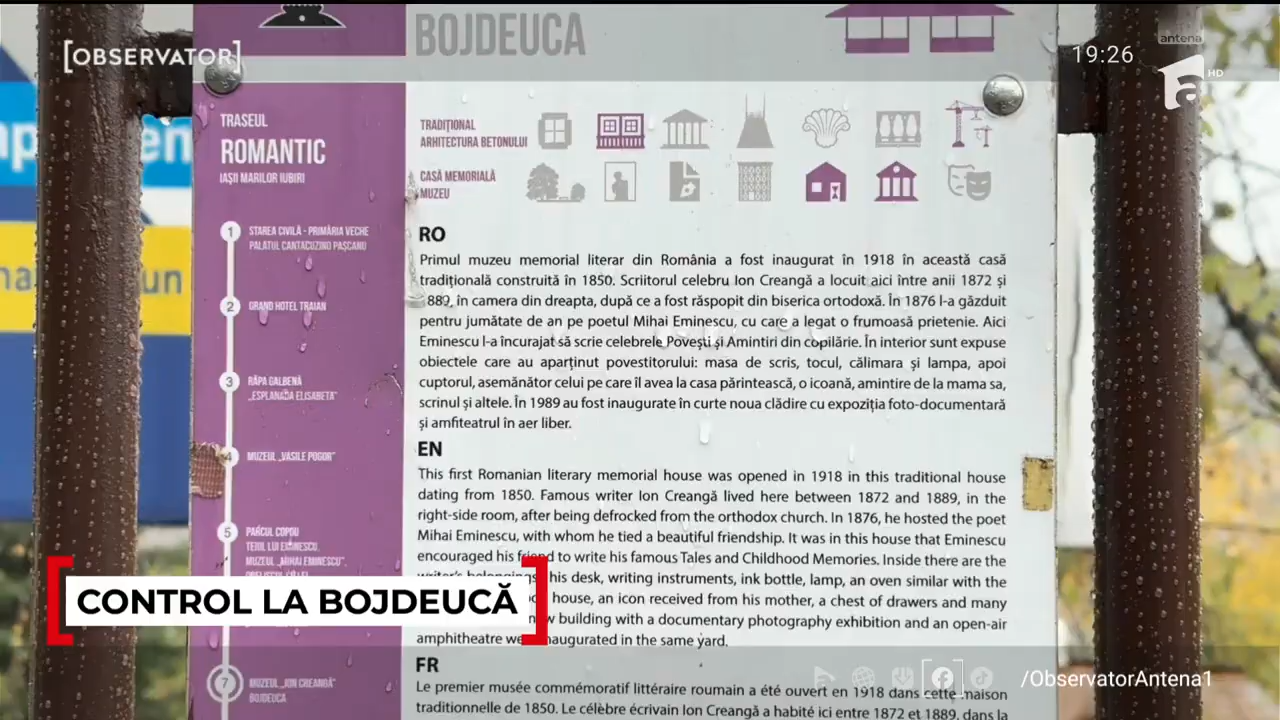 BOJDEUCA
[OBSERVATOR]
19:26
antena
HD
TRASEUL
ROMANTIC
IAȘII MARILOR IUBIRI
TRADIȚIONAL
ARHITECTURA BETONULUI
CASĂ MEMORIALĂ
MUZEU
1
STAREA CIVILĂ - PRIMĂRIA VECHE
PALATUL CANTACUZINO PAȘCANU
2
GRAND HOTEL TRAIAN
3
RÂPA GALBENĂ
„ESPLANADA ELISABETA”
4
MUZEUL „VASILE POGOR”
5
PARCUL COPOU
TEIUL LUI EMINESCU,
MUZEUL „MIHAI EMINESCU”,
7
MUZEUL „ION CREANGĂ”
BOJDEUCA
RO
Primul muzeu memorial literar din România a fost inaugurat în 1918 în această casă
tradițională construită în 1850. Scriitorul celebru Ion Creangă a locuit aici între anii 1872 și
1889, în camera din dreapta, după ce a fost răspopit din biserica ortodoxă. În 1876 l-a găzduit
pentru jumătate de an pe poetul Mihai Eminescu, cu care a legat o frumoasă prietenie. Aici
Eminescu l-a încurajat să scrie celebrele Povești și Amintiri din copilărie. În interior sunt expuse
obiectele care au aparținut povestitorului: masa de scris, tocul, călimara și lampa, apoi
cuptorul, asemănător celui pe care îl avea la casa părintească, o icoană, amintire de la mama sa,
scrinul și altele. În 1989 au fost inaugurate în curte noua clădire cu expoziția foto-documentară
și amfiteatrul în aer liber.
EN
This first Romanian literary memorial house was opened in 1918 in this traditional house
dating from 1850. Famous writer Ion Creangă lived here between 1872 and 1889, in the
right-side room, after being defrocked from the orthodox church. In 1876, he hosted the poet
Mihai Eminescu, with whom he tied a beautiful friendship. It was in this house that Eminescu
encouraged his friend to write his famous Tales and Childhood Memories. Inside there are the
writer's belongings, his desk, writing instruments, ink bottle, lamp, an oven similar with the
house, an icon received from his mother, a chest of drawers and many
building with a documentary photography exhibition and an open-air
amphitheatre were inaugurated in the same yard.
FR
Le premier musée commémoratif littéraire roumain a été ouvert en 1918 dans cette maison
traditionnelle de 1850. Le célèbre écrivain Ion Creangă a habité ici entre 1872 et 1889, dans la
CONTROL LA BOJDEUCĂ
/ObservatorAntena1